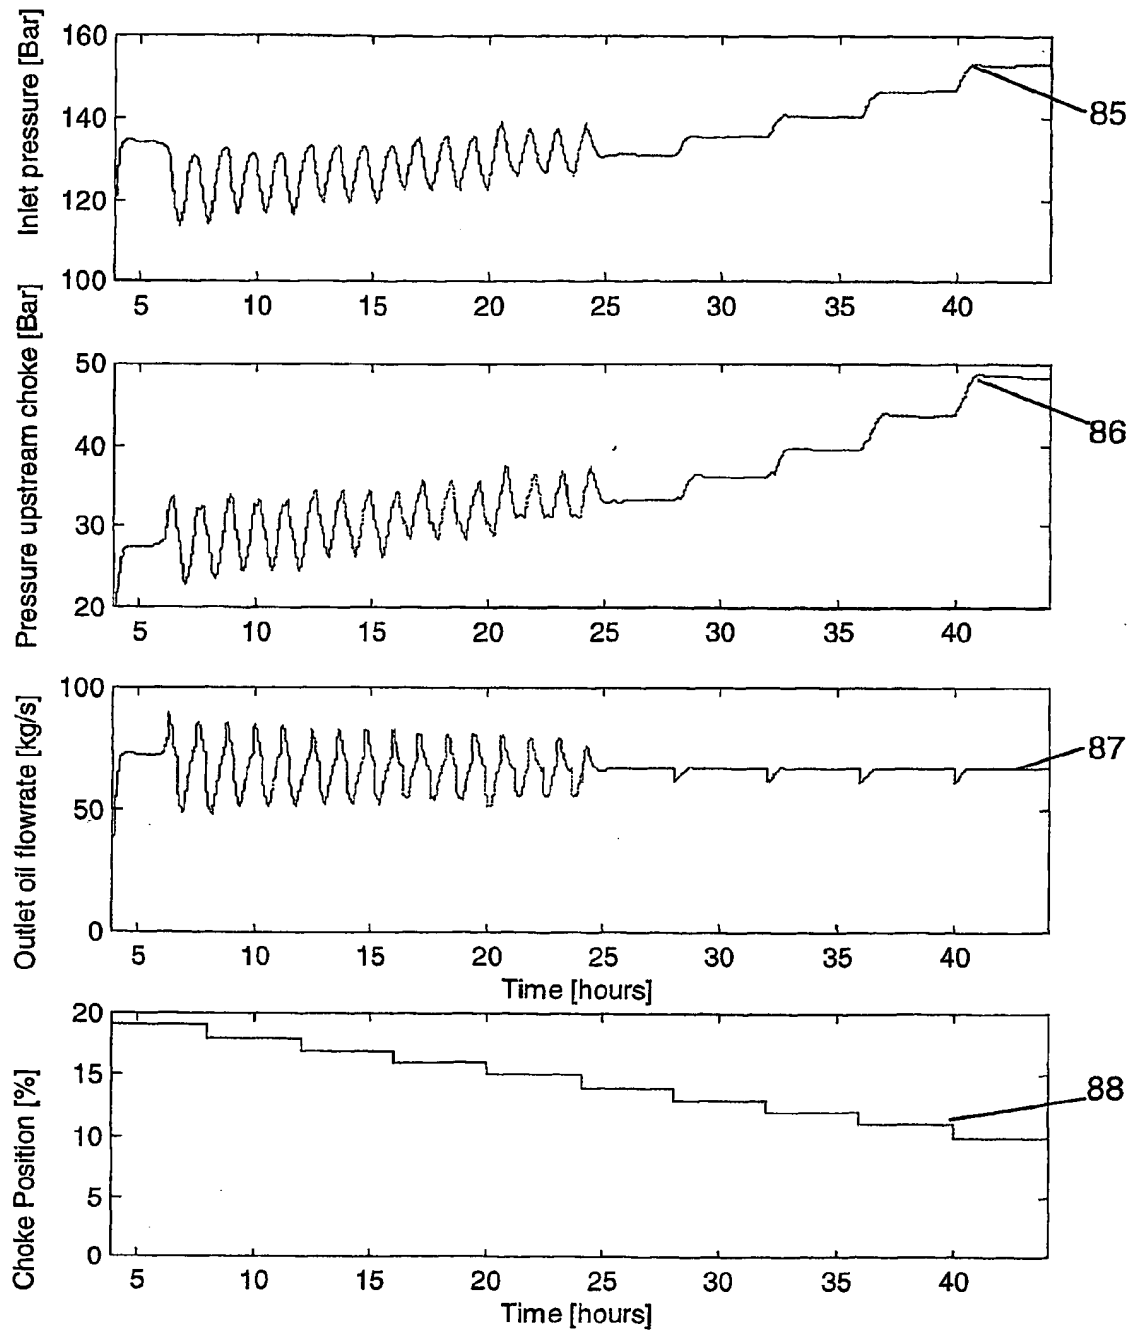 Inlet pressure [Bar]
160
140
120
100
85
5 10 15 20 25 30 35 40
Pressure upstream choke [Bar]
50
40
30
20
86
5 10 15 20 25 30 35 40
Outlet oil flowrate [kg/s]
100
50
0
87
5 10 15 20 25 30 35 40
Time [hours]
Choke Position [%]
20
15
10
5
0
88
5 10 15 20 25 30 35 40
Time [hours]